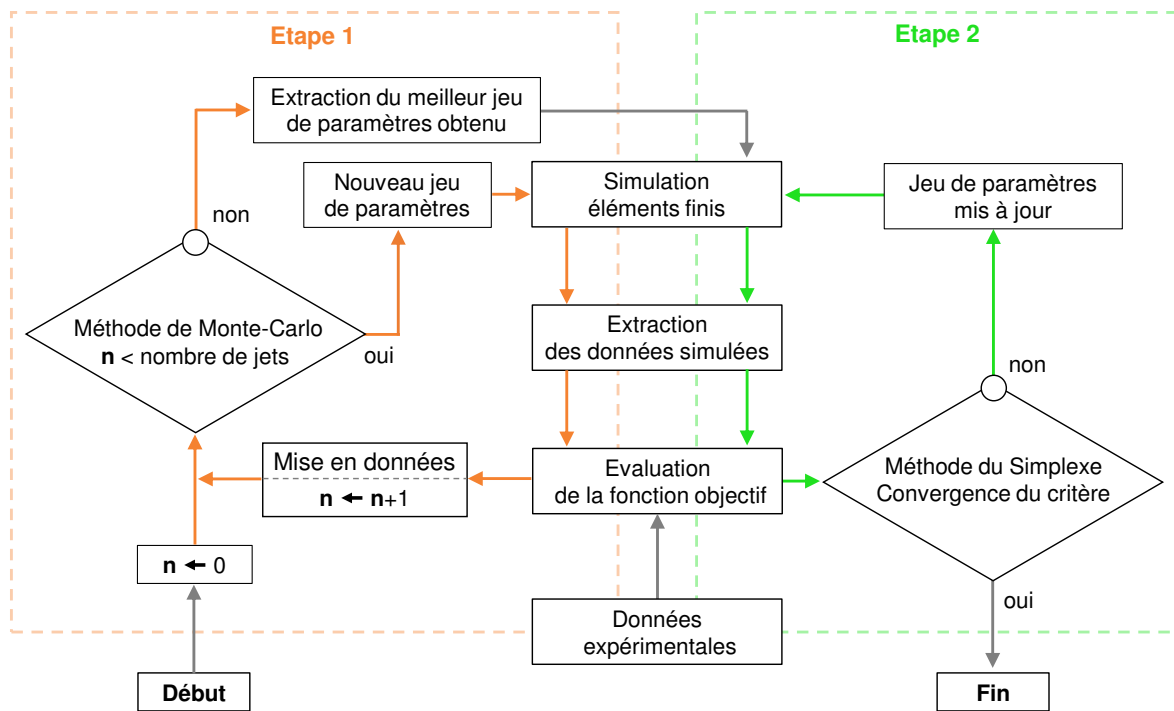 Etape 1
Etape 2
Extraction du meilleur jeu
de paramètres obtenu
Nouveau jeu
de paramètres
Simulation
éléments finis
Jeu de paramètres
mis à jour
non
Méthode de Monte-Carlo
n < nombre de jets
oui
Extraction
des données simulées
non
Mise en données
n ← n+1
Evaluation
de la fonction objectif
Méthode du Simplexe
Convergence du critère
n ← 0
oui
Données
expérimentales
Début
Fin